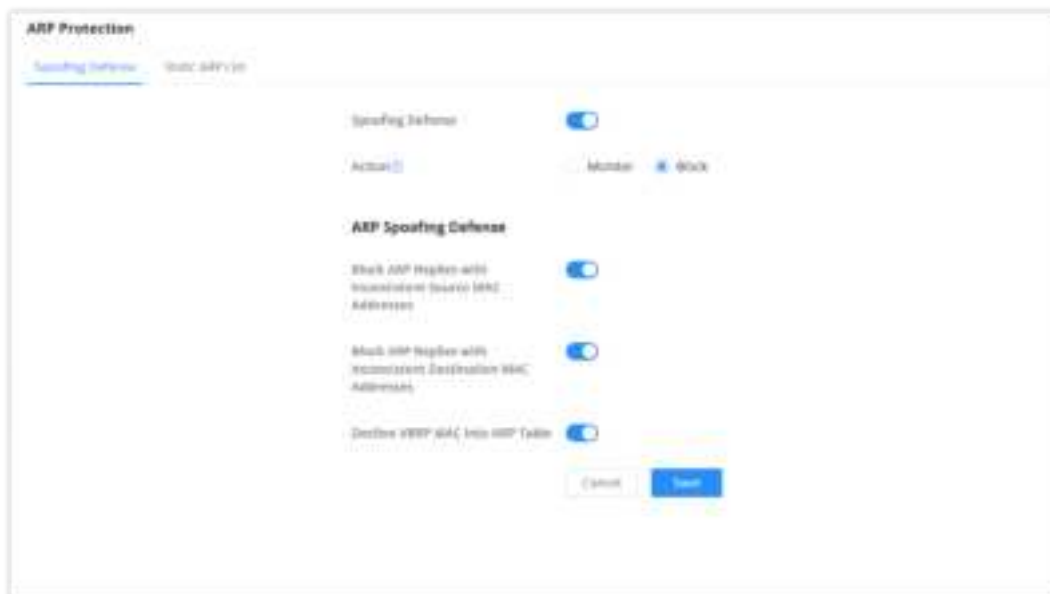 ARP Protection
Spoofing Defense Static ARP List
Spoofing Defense
Action
Monitor Block
ARP Spoofing Defense
Block ARP Replies with
Inconsistent Source MAC
Addresses
Block ARP Replies with
Inconsistent Destination MAC
Addresses
Decline VRRP MAC Into ARP Table
Cancel Save